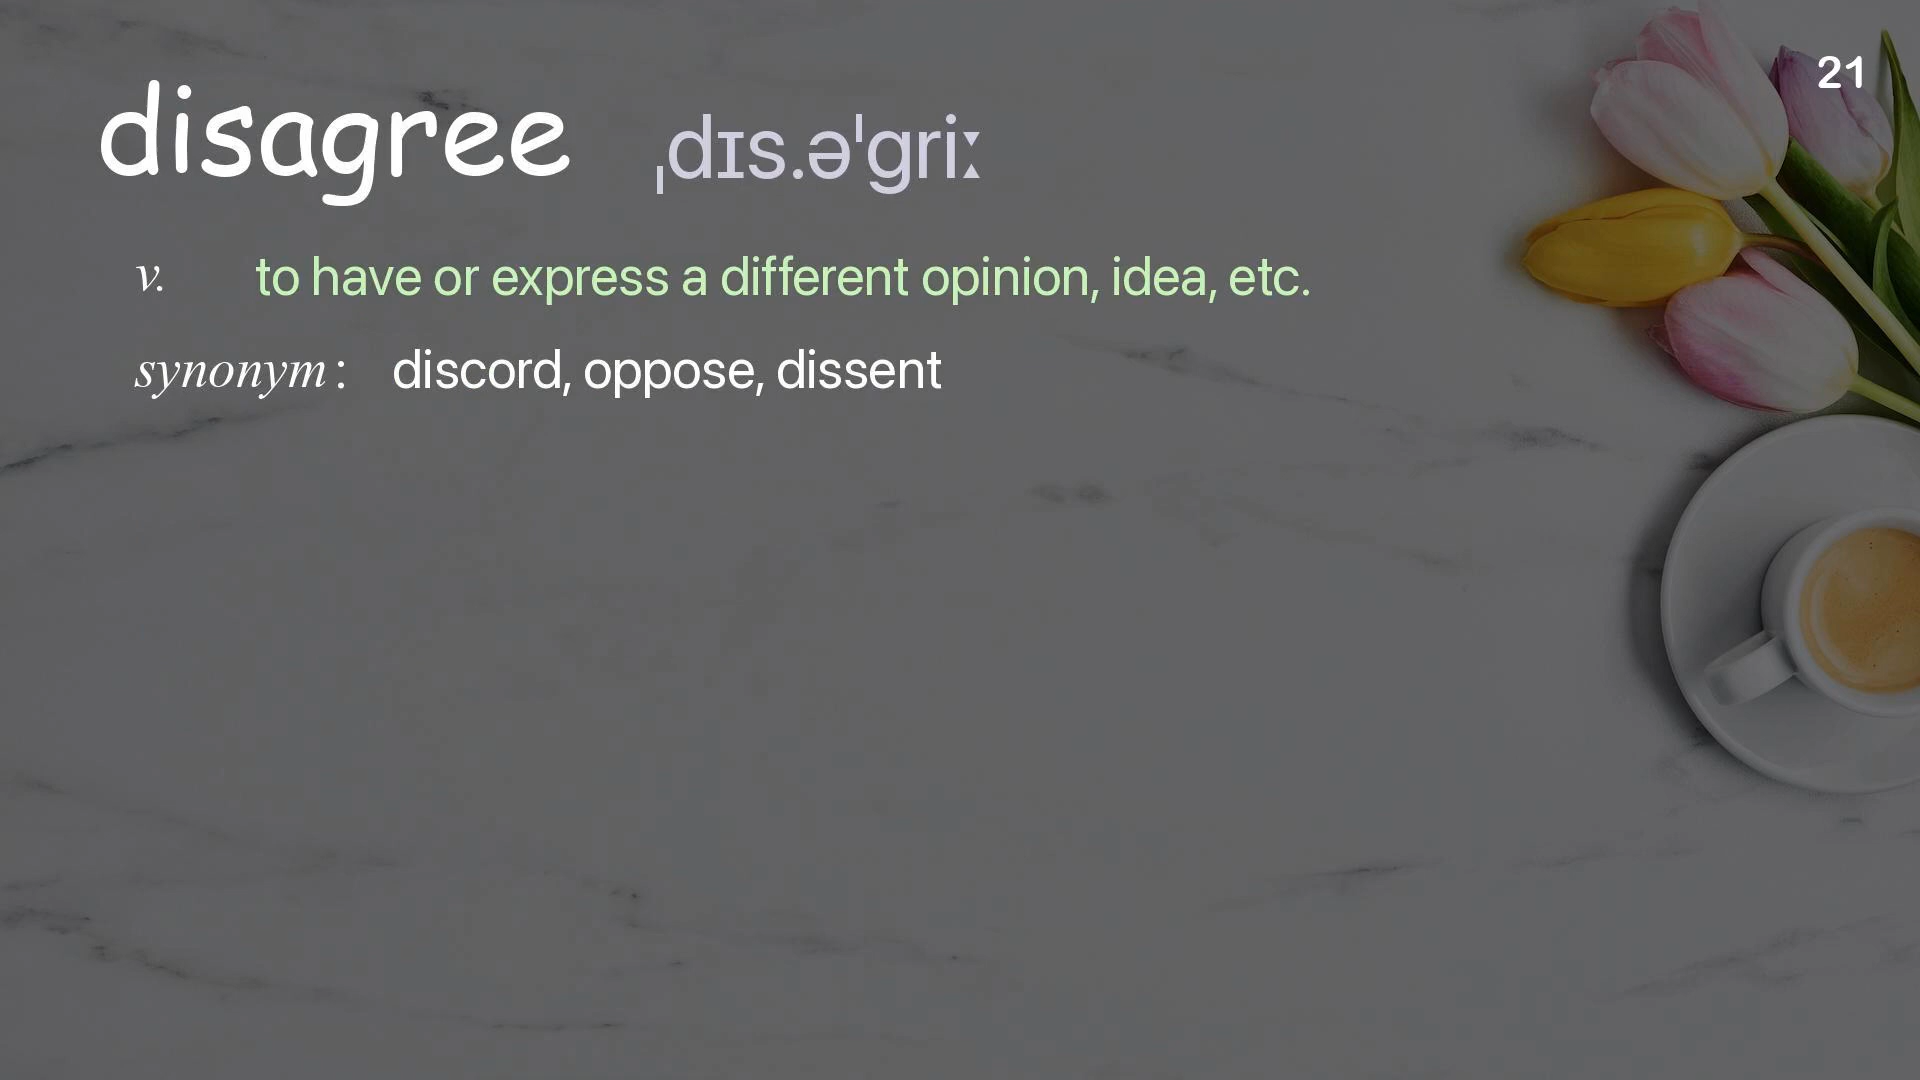 21
disagree ˌdɪs.əˈɡriː
v. to have or express a different opinion, idea, etc.
synonym : discord, oppose, dissent